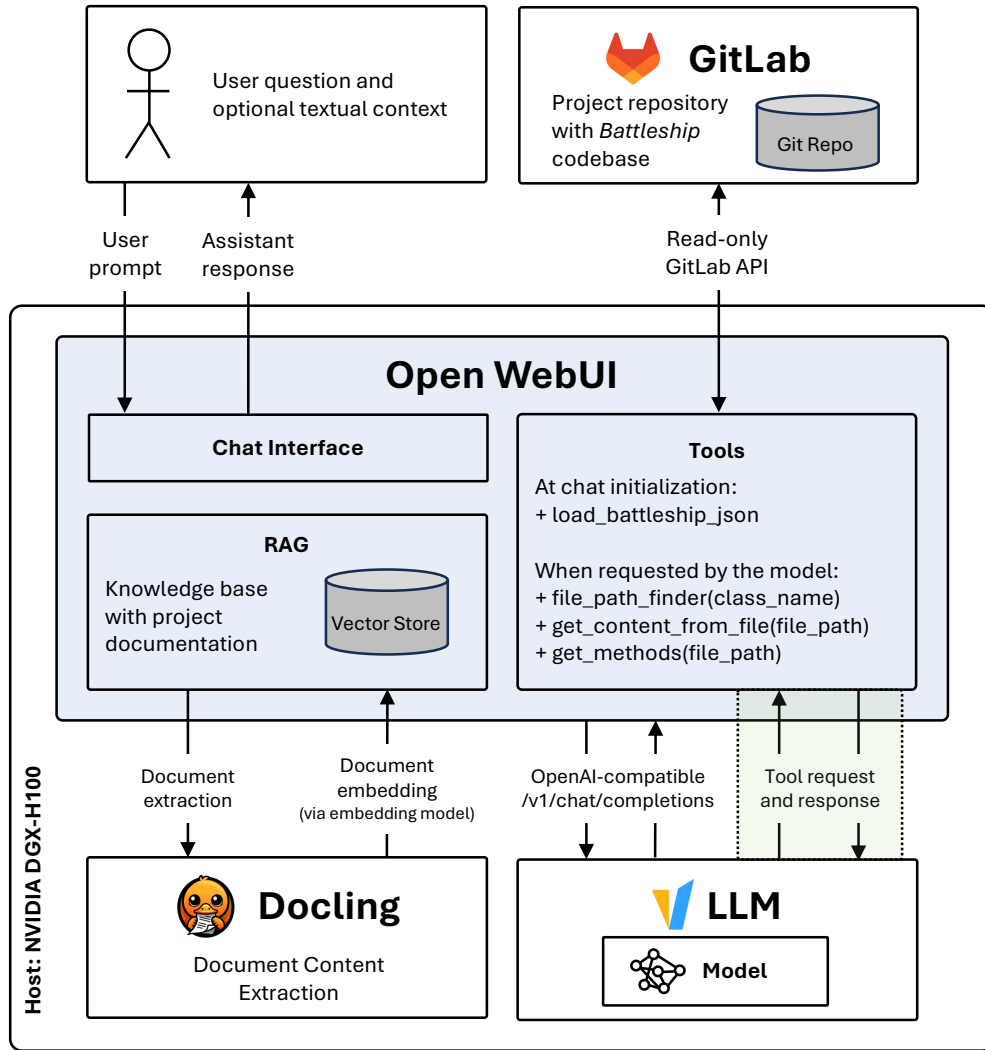 User question and
optional textual context
GitLab
Project repository
with Battleship
codebase
Git Repo
User
prompt
Assistant
response
Read-only
GitLab API
Open WebUI
Chat Interface
RAG
Knowledge base
with project
documentation
Vector Store
Tools
At chat initialization:
+ load_battleship_json
When requested by the model:
+ file_path_finder(class_name)
+ get_content_from_file(file_path)
+ get_methods(file_path)
Document
extraction
Document
embedding
(via embedding model)
OpenAI-compatible
/v1/chat/completions
Tool request
and response
Host: NVIDIA DGX-H100
Docling
Document Content
Extraction
LLM
Model